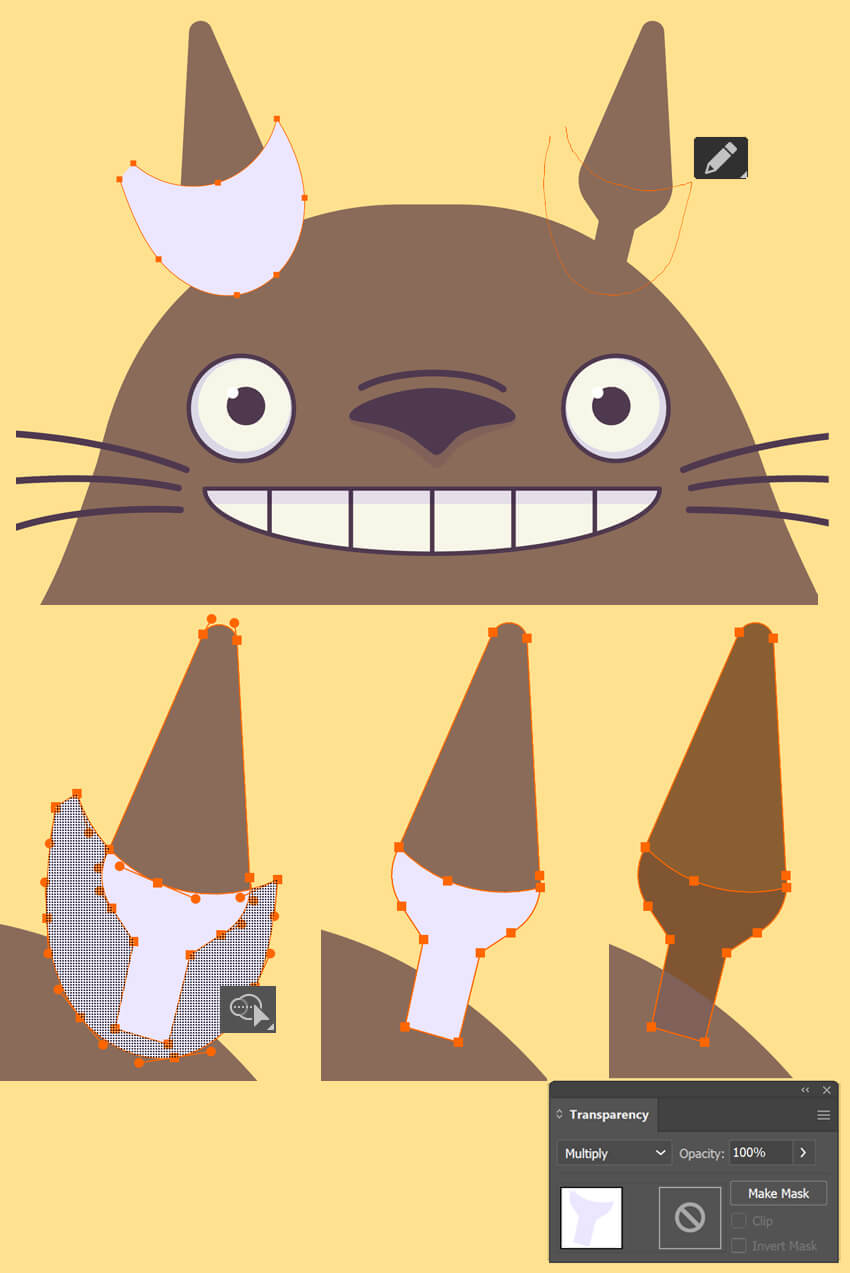 Transparency
Multiply
Opacity:
100%
Make Mask
Clip
Invert Mask